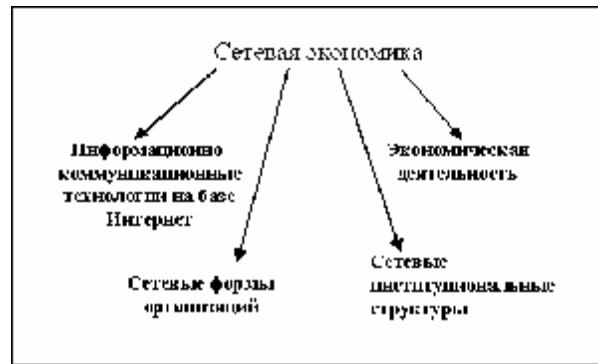 Сетевая экономика
Информационно
коммуникационные
технологии на базе
Интернет
Экономическая
деятельность
Сетевые формы
организаций
Сетевые
институциональные
структуры